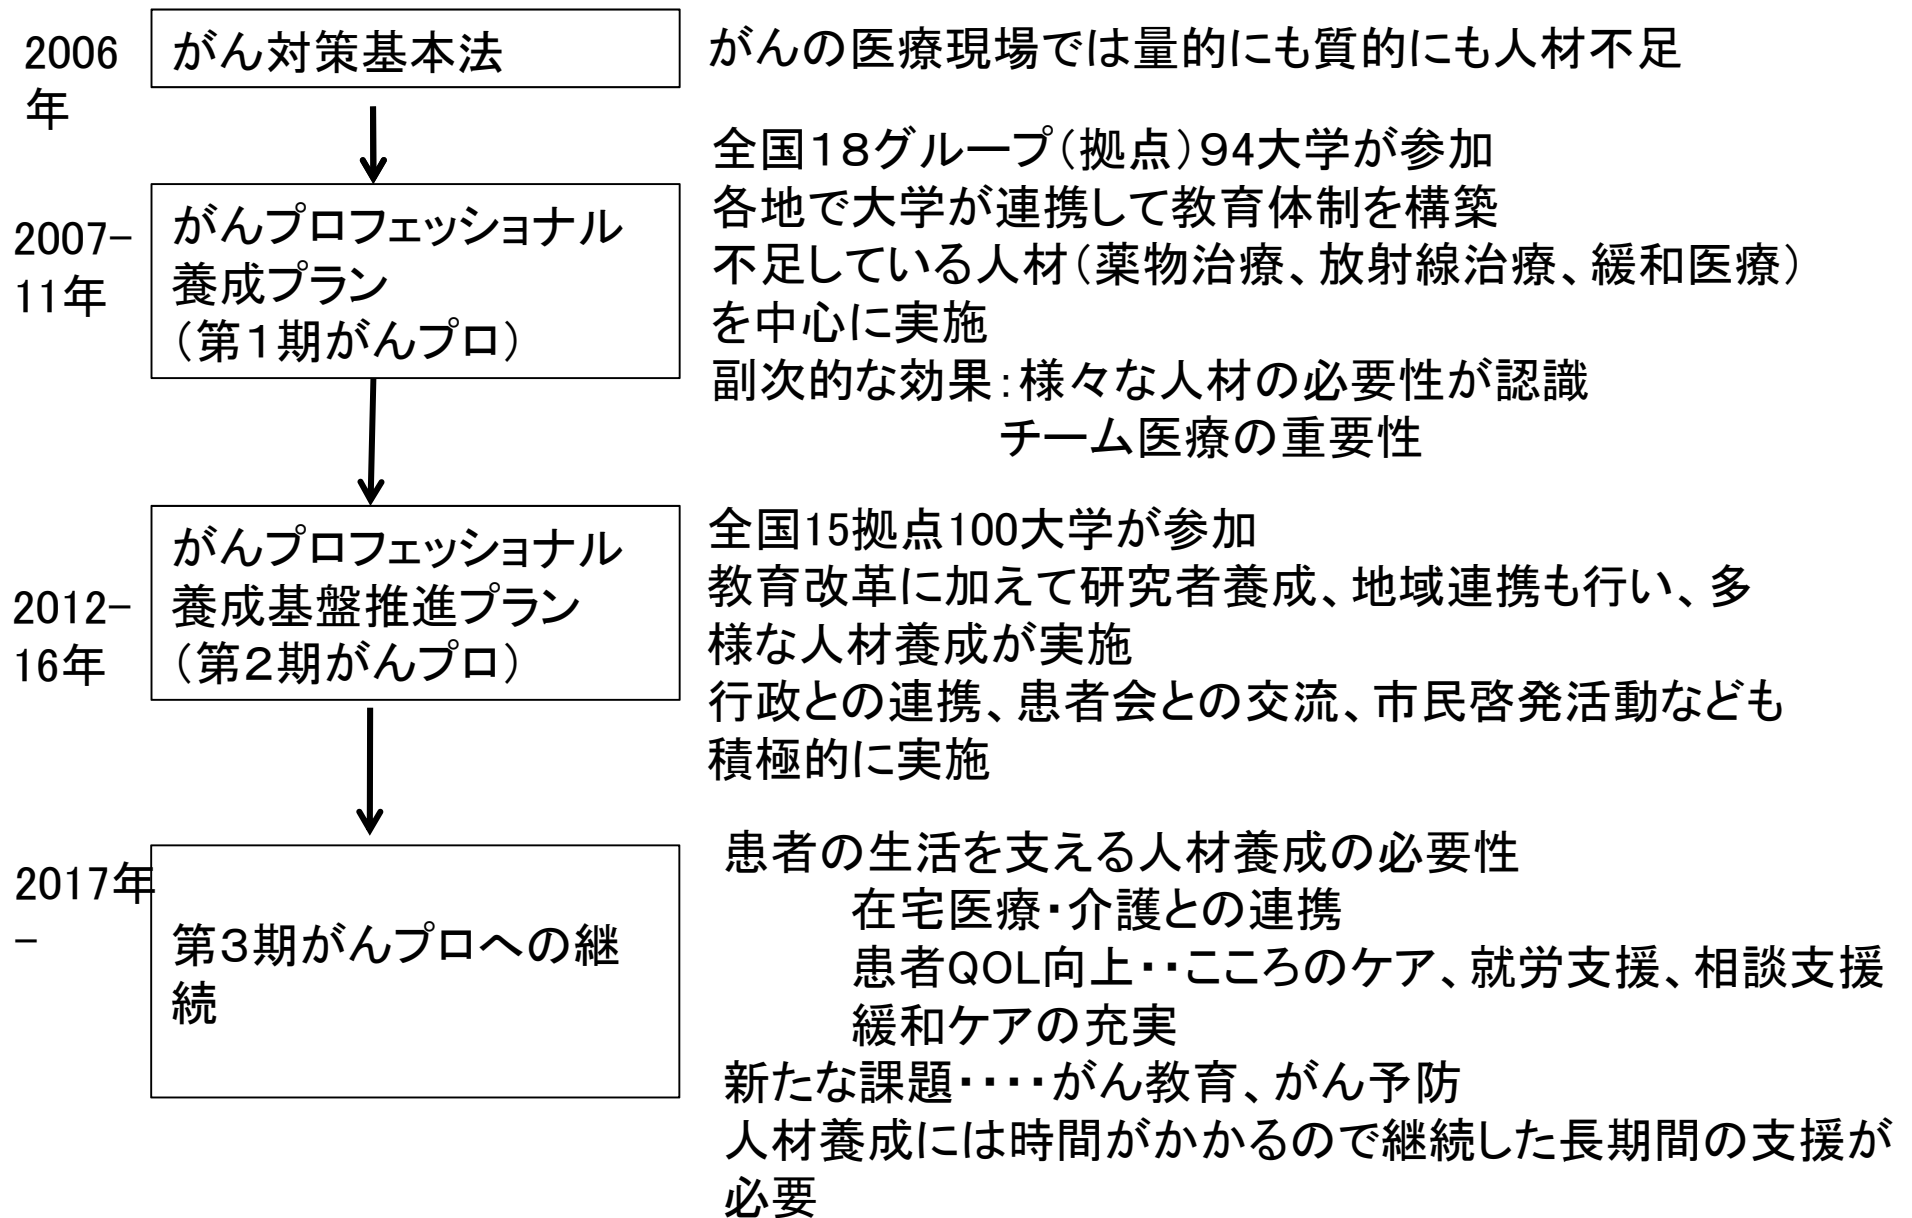 2006
年
がん対策基本法
がんの医療現場では量的にも質的にも人材不足
2007-
11年
がんプロフェッショナル
養成プラン
(第1期がんプロ)
全国18グループ(拠点)94大学が参加
各地で大学が連携して教育体制を構築
不足している人材(薬物治療、放射線治療、緩和医療)
を中心に実施
副次的な効果:様々な人材の必要性が認識
チーム医療の重要性
2012-
16年
がんプロフェッショナル
養成基盤推進プラン
(第2期がんプロ)
全国15拠点100大学が参加
教育改革に加えて研究者養成、地域連携も行い、多
様な人材養成が実施
行政との連携、患者会との交流、市民啓発活動なども
積極的に実施
2017年
-
第3期がんプロへの継
続
患者の生活を支える人材養成の必要性
在宅医療・介護との連携
患者QOL向上・・こころのケア、就労支援、相談支援
緩和ケアの充実
新たな課題・・・・がん教育、がん予防
人材養成には時間がかかるので継続した長期間の支援が
必要